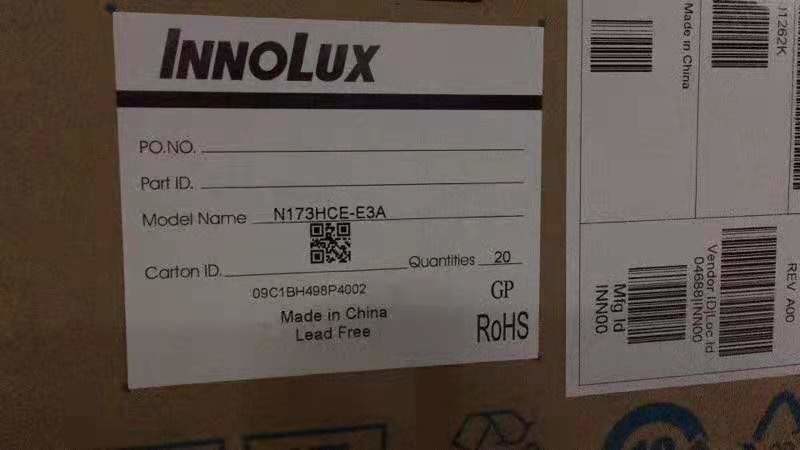 INNOLUX
PO.NO.
Part ID.
Model Name N173HCE-E3A
Carton ID. Quantities 20
09C1BH498P4002
GP
Made in China
Lead Free
RoHS
Made in China
01262K
Mfg Id
INN00
Vendor ID|Loc Id
04688|INN00
REV A00